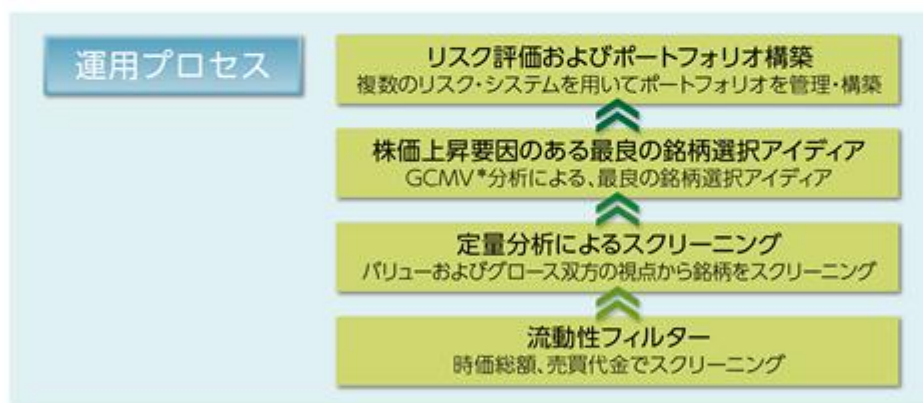 運用プロセス
リスク評価およびポートフォリオ構築
複数のリスク・システムを用いてポートフォリオを管理・構築
株価上昇要因のある最良の銘柄選択アイディア
GCMV*分析による、最良の銘柄選択アイディア
定量分析によるスクリーニング
バリューおよびグロース双方の視点から銘柄をスクリーニング
流動性フィルター
時価総額、売買代金でスクリーニング